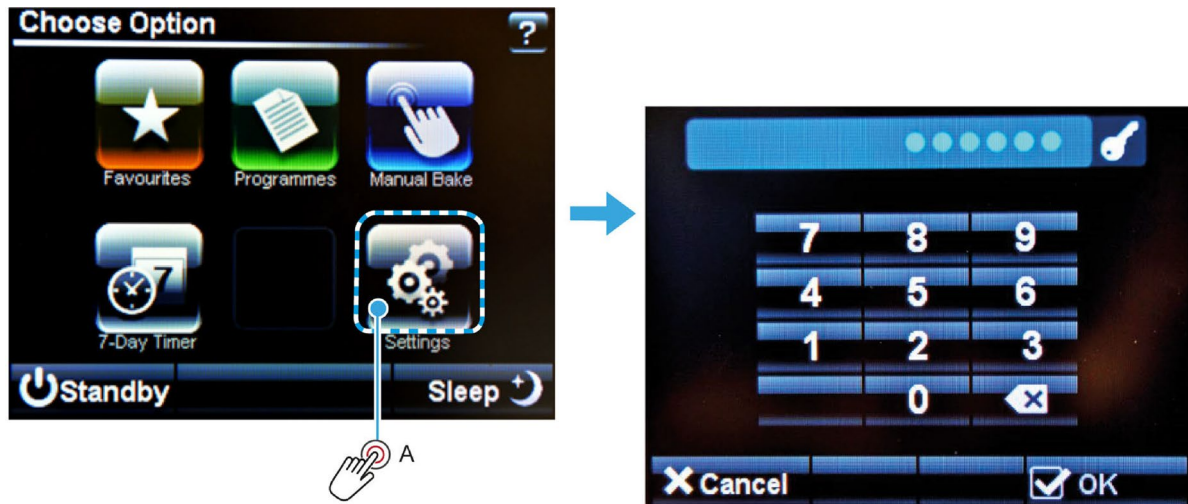 Choose Option
?
Favourites Programmes Manual Bake
7
7-Day Timer Settings
Standby Sleep
A
7 8 9
4 5 6
1 2 3
0
Cancel OK